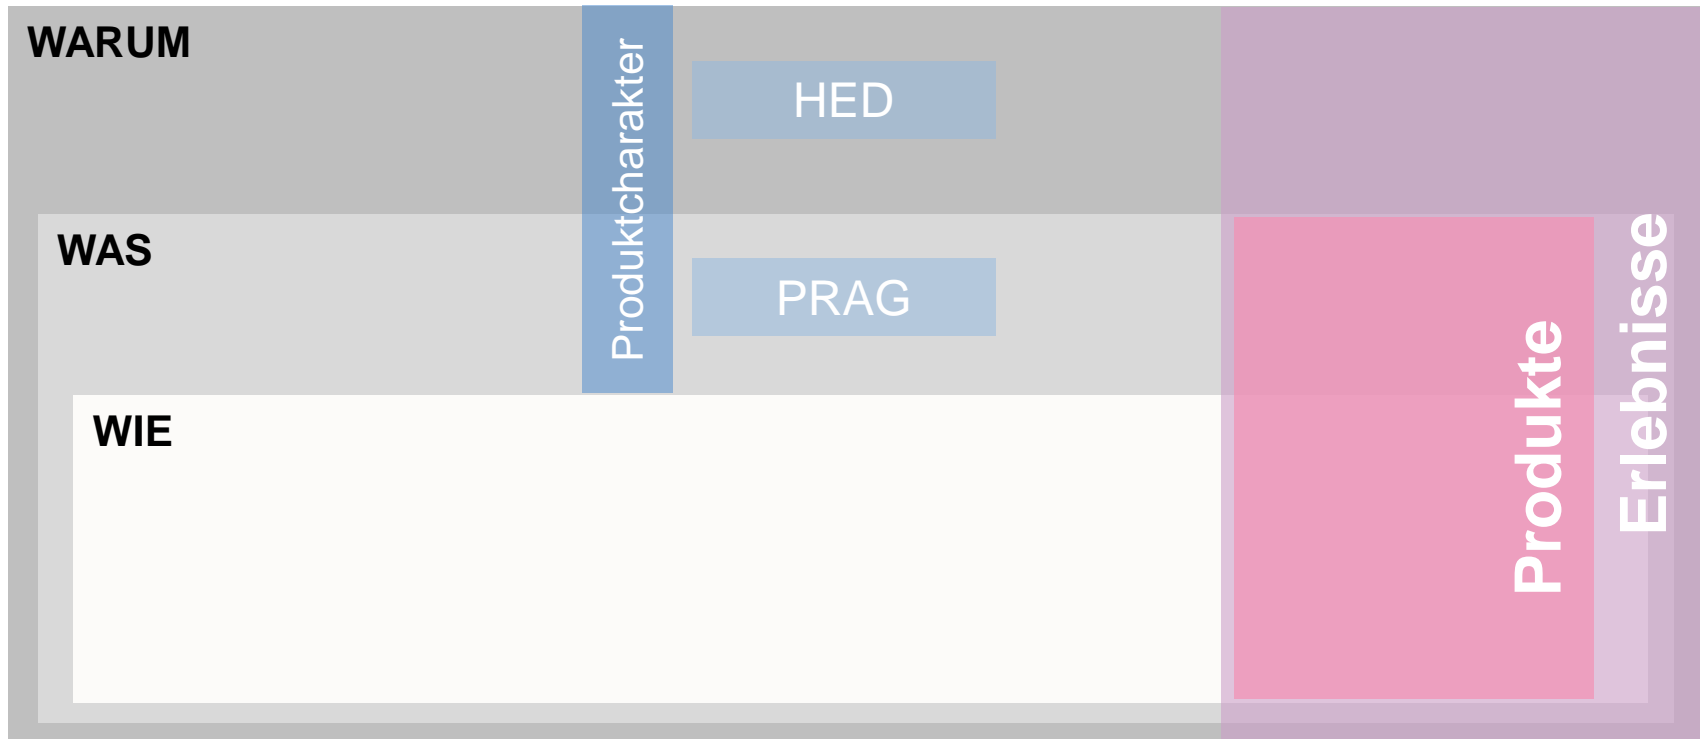 WARUM
Produktcharakter
HED
WAS
PRAG
WIE
Produkte
Erlebnisse